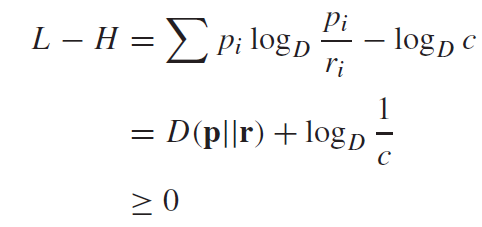 L − H = ∑ p_i log_D p_i/r_i − log_D c
= D(p||r) + log_D 1/c
≥ 0